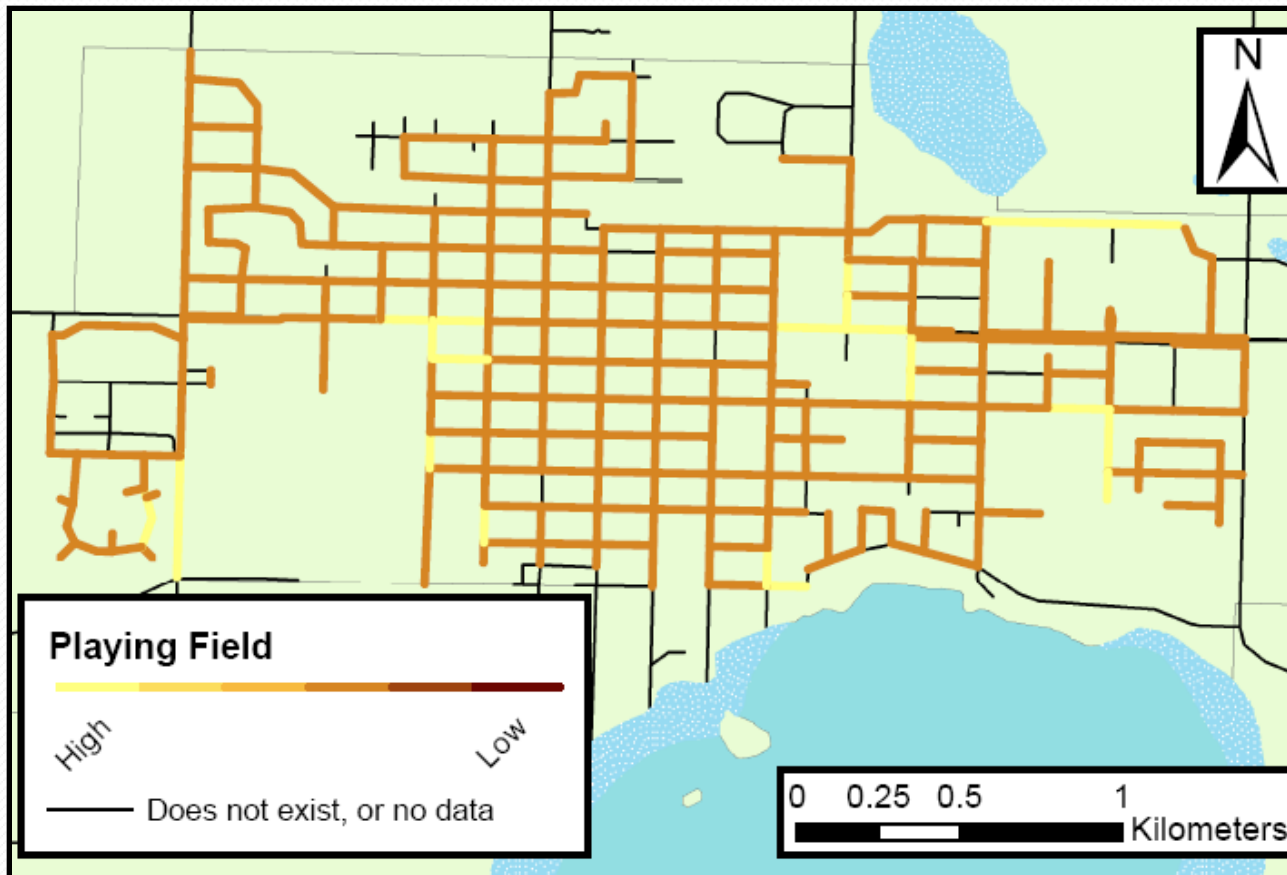 N
Playing Field
High
Low
Does not exist, or no data
0 0.25 0.5 1
Kilometers